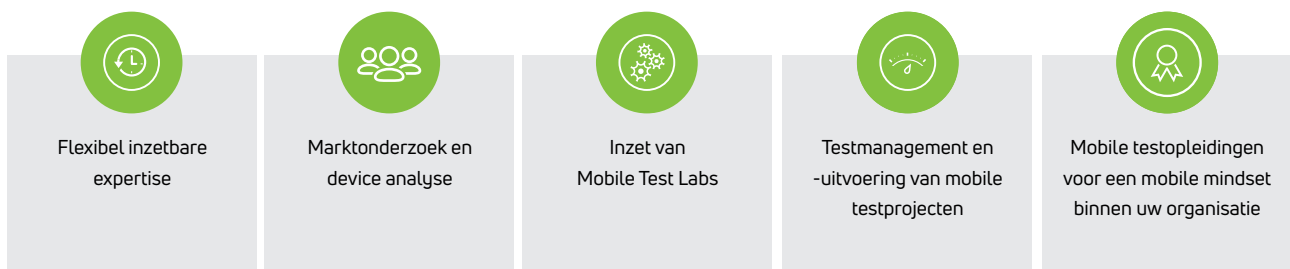 Flexibel inzetbare
expertise
Marktonderzoek en
device analyse
Inzet van
Mobile Test Labs
Testmanagement en
-uitvoering van mobile
testprojecten
Mobile testopleidingen
voor een mobile mindset
binnen uw organisatie